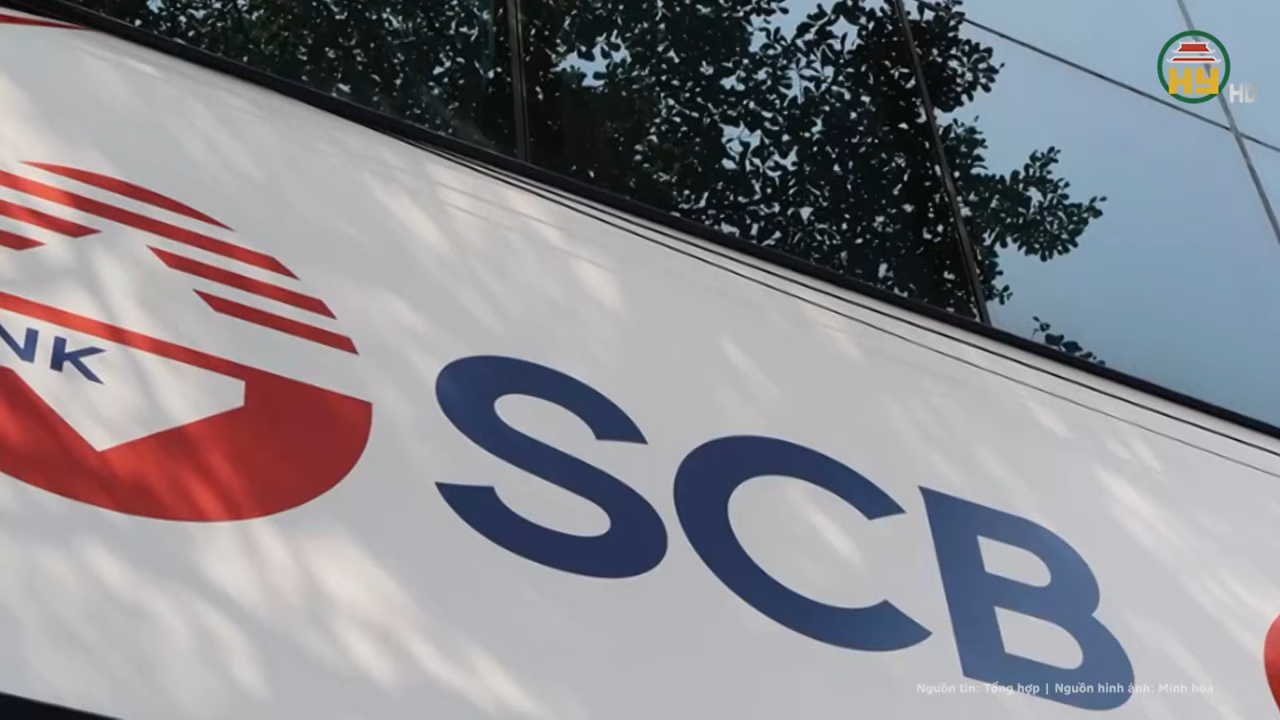 HY
HD
NK
SCB
Nguồn tin: Tổng hợp | Nguồn hình ảnh: Minh họa